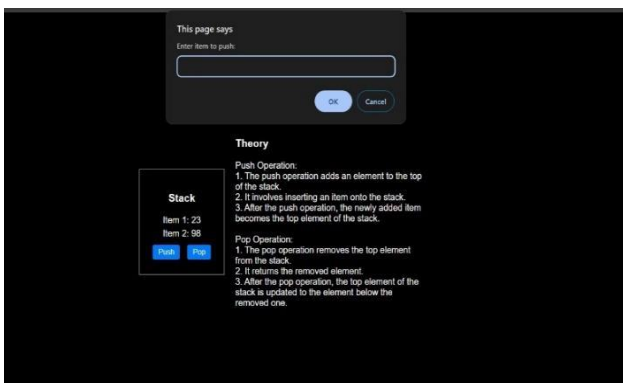 This page says
Enter item to push:
OK
Cancel
Stack
Item 1: 23
Item 2: 98
Push
Pop
Theory
Push Operation:
1. The push operation adds an element to the top
of the stack.
2. It involves inserting an item onto the stack.
3. After the push operation, the newly added item
becomes the top element of the stack.
Pop Operation:
1. The pop operation removes the top element
from the stack.
2. It returns the removed element.
3. After the pop operation, the top element of the
stack is updated to the element below the
removed one.